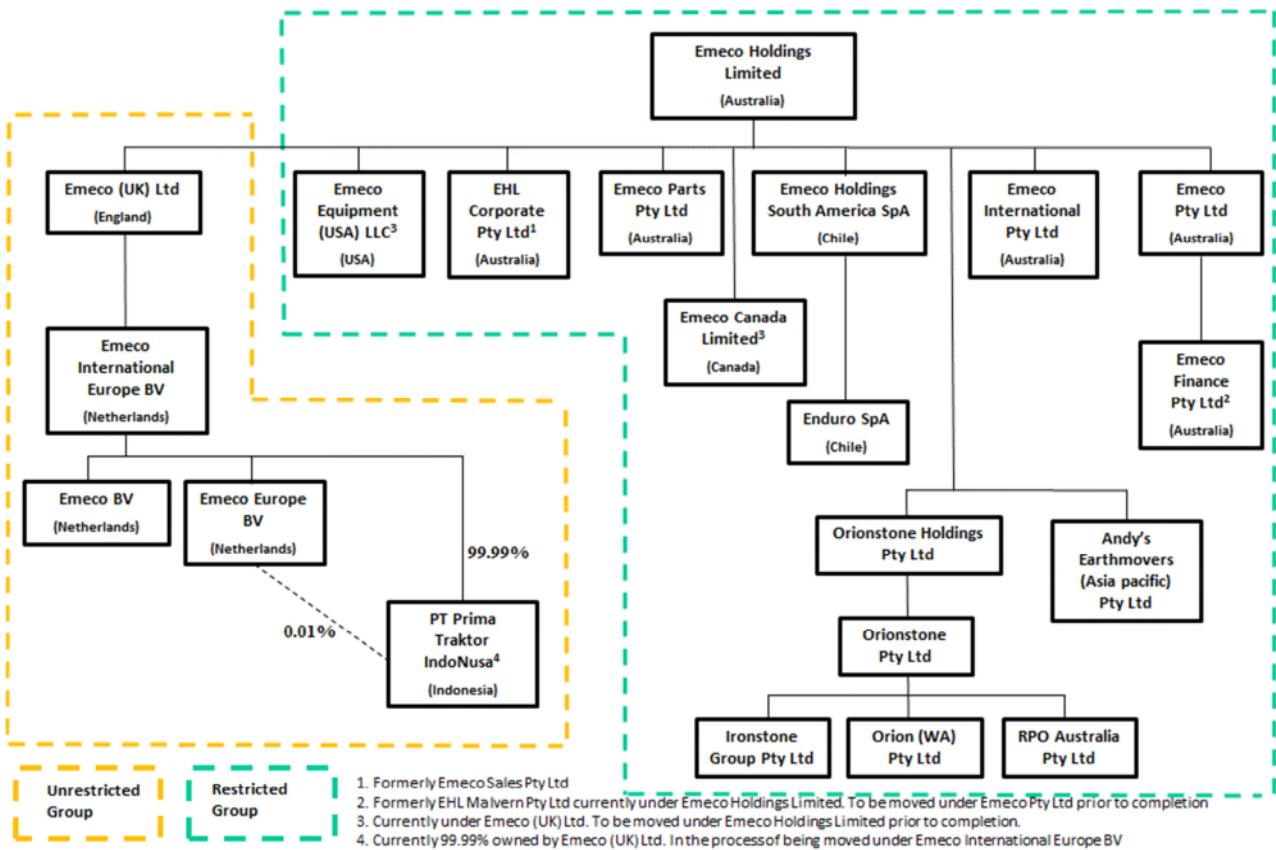 Emeco Holdings
Limited
(Australia)
Emeco (UK) Ltd
(England)
Emeco
Equipment
(USA) LLC³
(USA)
EHL
Corporate
Pty Ltd¹
(Australia)
Emeco Parts
Pty Ltd
(Australia)
Emeco Holdings
South America SpA
(Chile)
Emeco
International
Pty Ltd
(Australia)
Emeco
Pty Ltd
(Australia)
Emeco Canada
Limited³
(Canada)
Emeco
International
Europe BV
(Netherlands)
Emeco
Finance
Pty Ltd²
(Australia)
Enduro SpA
(Chile)
Emeco BV
(Netherlands)
Emeco Europe
BV
(Netherlands)
99.99%
0.01%
PT Prima
Traktor
IndoNusa⁴
(Indonesia)
Orionstone Holdings
Pty Ltd
Andy's
Earthmovers
(Asia pacific)
Pty Ltd
Orionstone
Pty Ltd
Ironstone
Group Pty Ltd
Orion (WA)
Pty Ltd
RPO Australia
Pty Ltd
Unrestricted
Group
Restricted
Group
1. Formerly Emeco Sales Pty Ltd
2. Formerly EHL Malvern Pty Ltd currently under Emeco Holdings Limited. To be moved under Emeco Pty Ltd prior to completion
3. Currently under Emeco (UK) Ltd. To be moved under Emeco Holdings Limited prior to completion.
4. Currently 99.99% owned by Emeco (UK) Ltd. In the process of being moved under Emeco International Europe BV